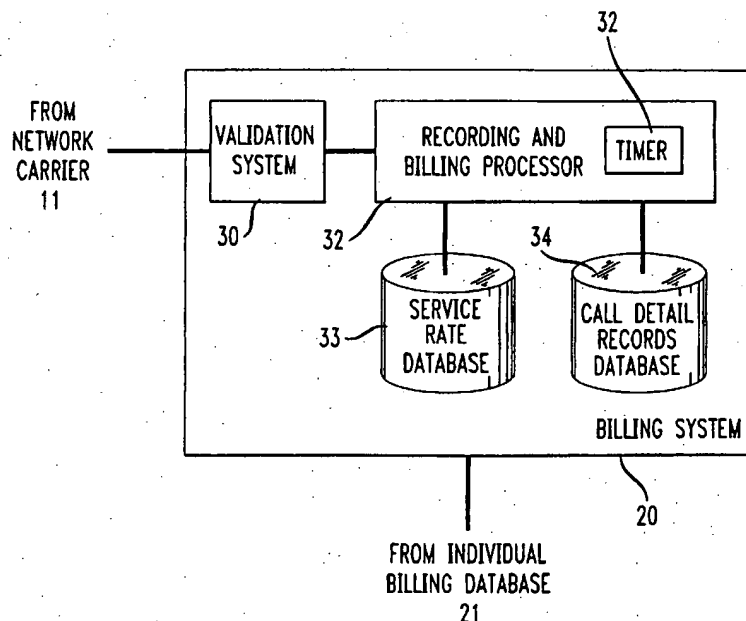 32
FROM
NETWORK
CARRIER
11
VALIDATION
SYSTEM
RECORDING AND
BILLING PROCESSOR
TIMER
30
32
34
33
SERVICE
RATE
DATABASE
CALL DETAIL
RECORDS
DATABASE
BILLING SYSTEM
20
FROM INDIVIDUAL
BILLING DATABASE
21